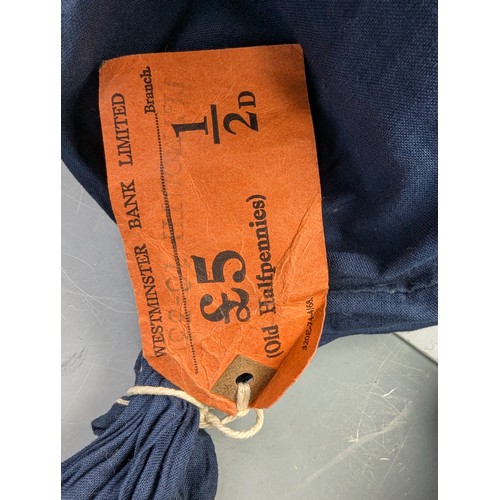 WESTMINSTER BANK LIMITED
Branch.
£5 1/2D
(Old Halfpennies)